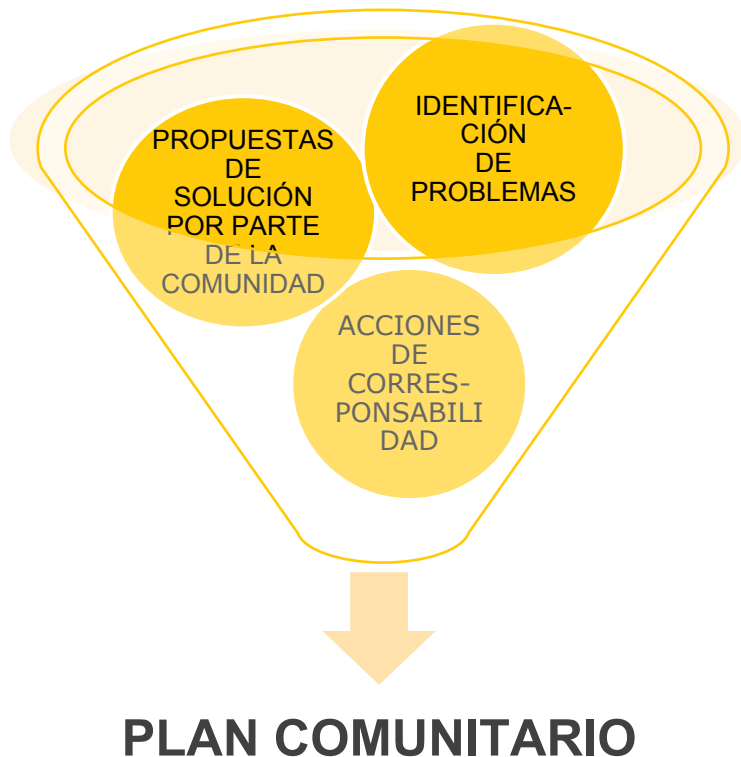 PROPUESTAS
DE
SOLUCIÓN
POR PARTE
DE LA
COMUNIDAD
IDENTIFICA-
CIÓN
DE
PROBLEMAS
ACCIONES
DE
CORRES-
PONSABILI
DAD
PLAN COMUNITARIO